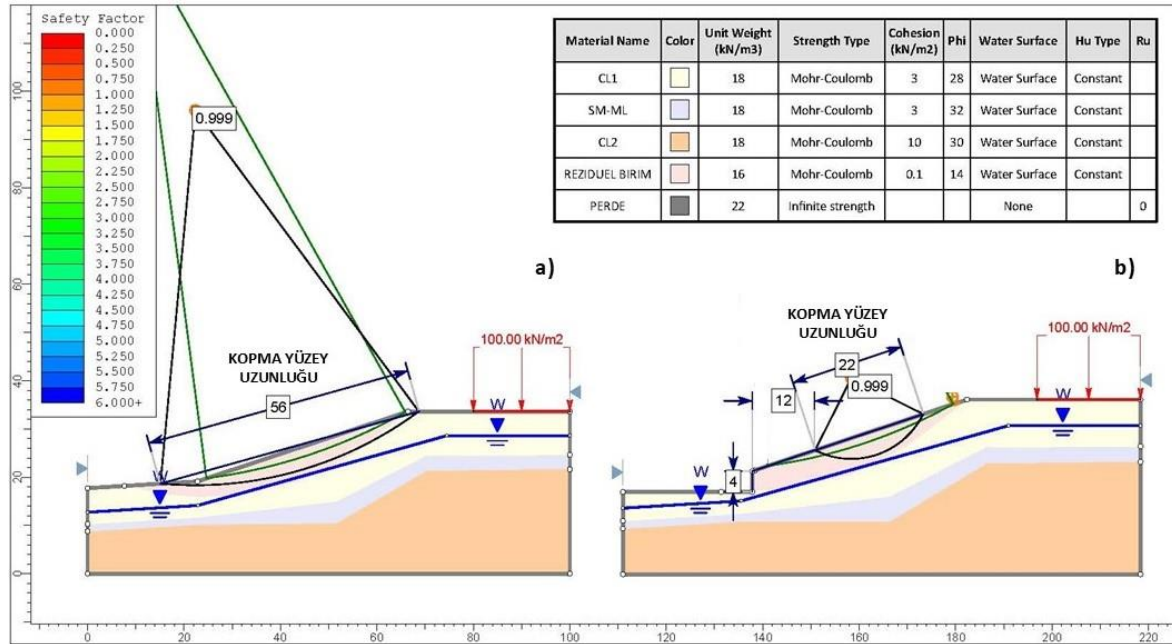 Safety Factor
0.000
0.250
0.500
0.750
1.000
1.250
1.500
1.750
2.000
2.250
2.500
2.750
3.000
3.250
3.500
3.750
4.000
4.250
4.500
4.750
5.000
5.250
5.500
5.750
6.000+
Material Name Color Unit Weight (kN/m3) Strength Type Cohesion (kN/m2) Phi Water Surface Hu Type Ru
CL1 18 Mohr-Coulomb 3 28 Water Surface Constant
SM-ML 18 Mohr-Coulomb 3 32 Water Surface Constant
CL2 18 Mohr-Coulomb 10 30 Water Surface Constant
REZIDUEL BIRIM 16 Mohr-Coulomb 0.1 14 Water Surface Constant
PERDE 22 Infinite strength None 0
0.999
a)
KOPMA YÜZEY
UZUNLUĞU
56
100.00 kN/m2
W
W
b)
KOPMA YÜZEY
UZUNLUĞU
22
0.999
12
4
100.00 kN/m2
W
W
100
80
60
40
20
0
0 20 40 60 80 100 120 140 160 180 200 220